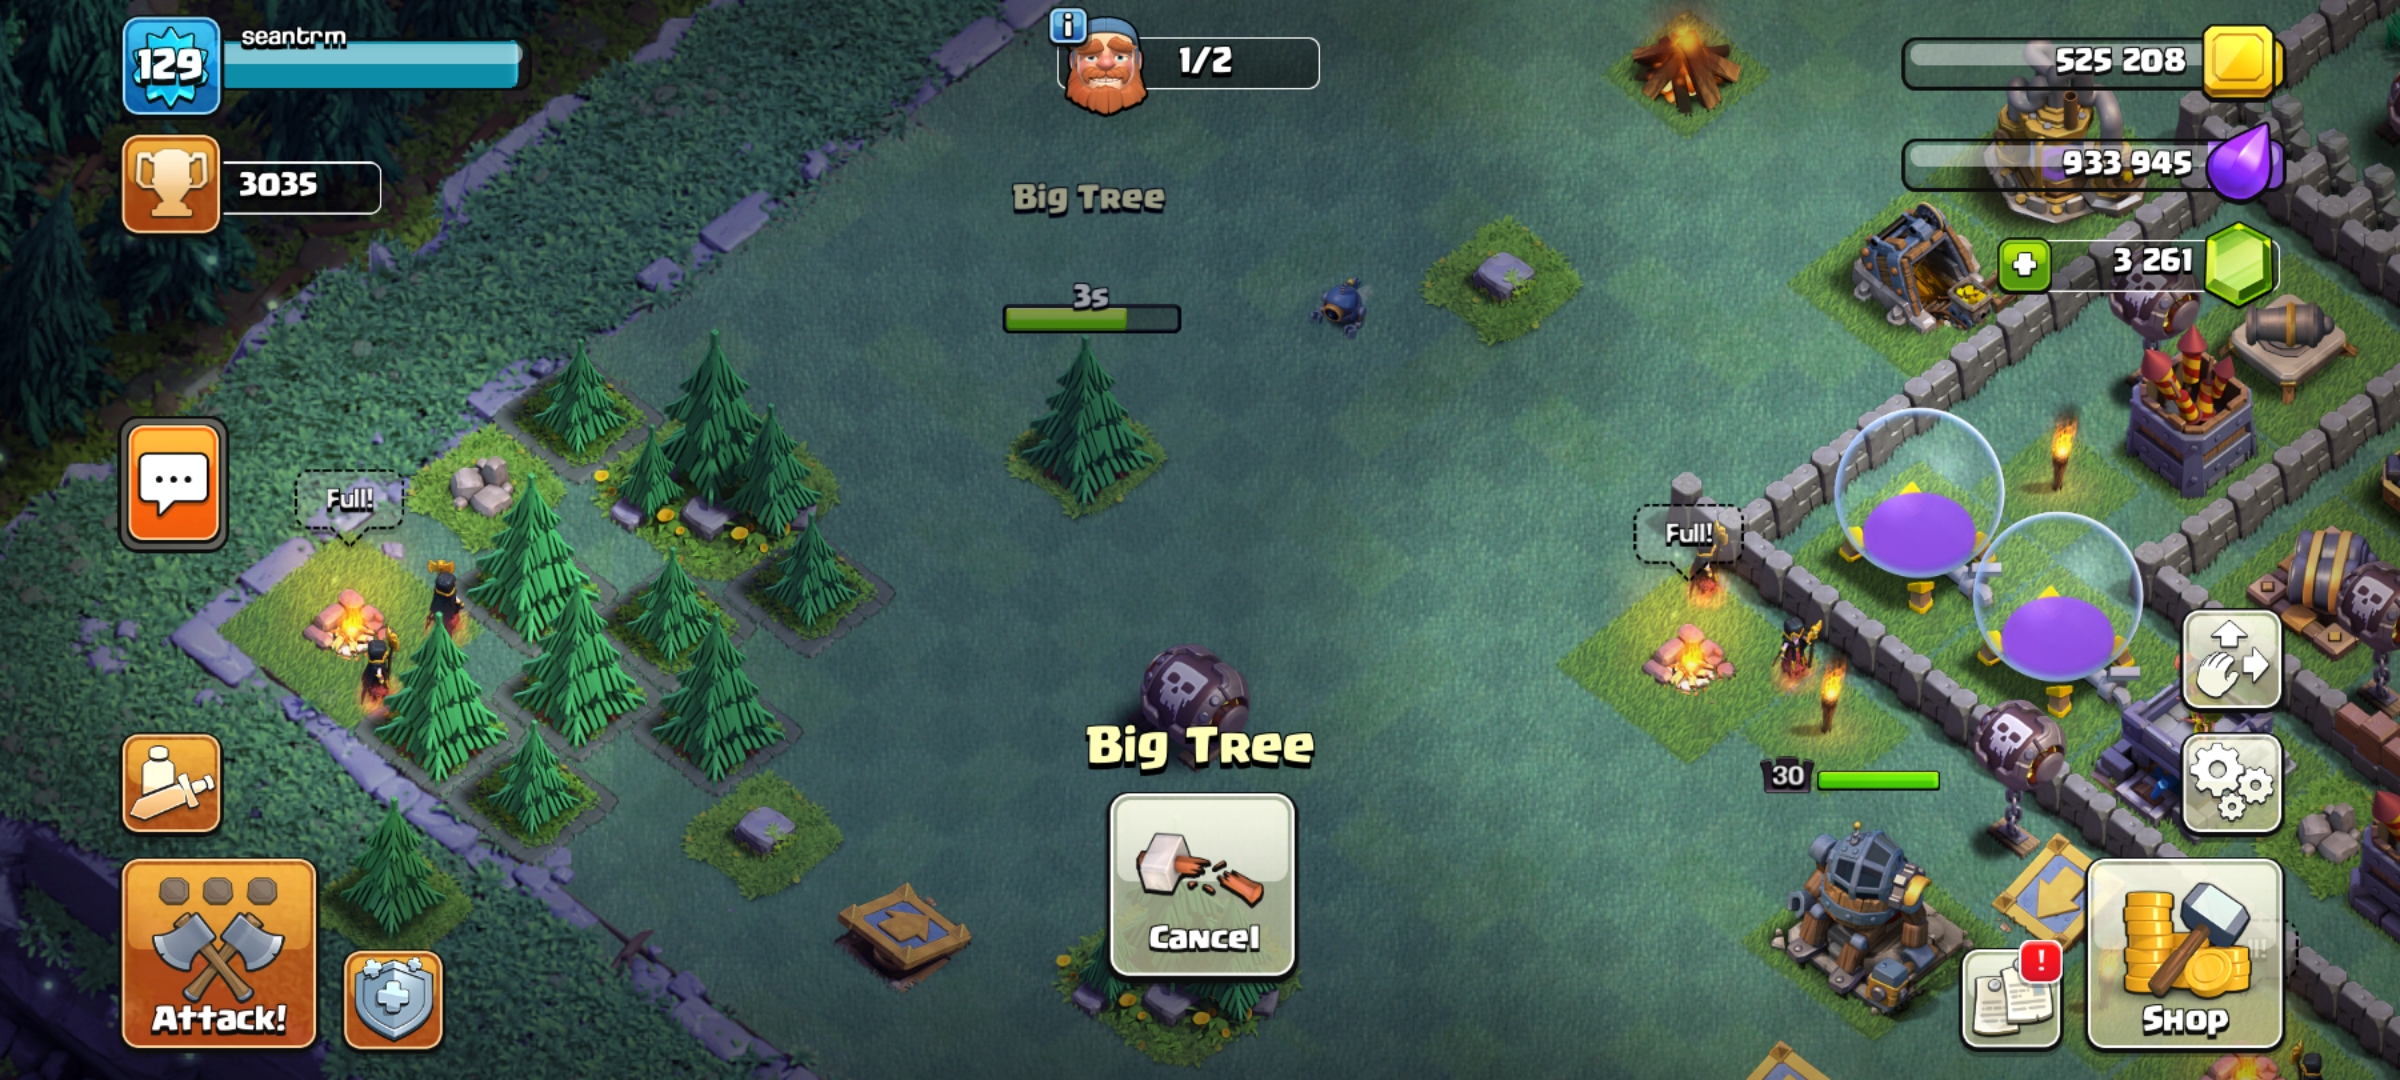 129
seantrm
i
1/2
525 208
933 945
3035
Big Tree
3 261
3s
Full!
Full!
Big Tree
30
Cancel
!
Attack!
Shop